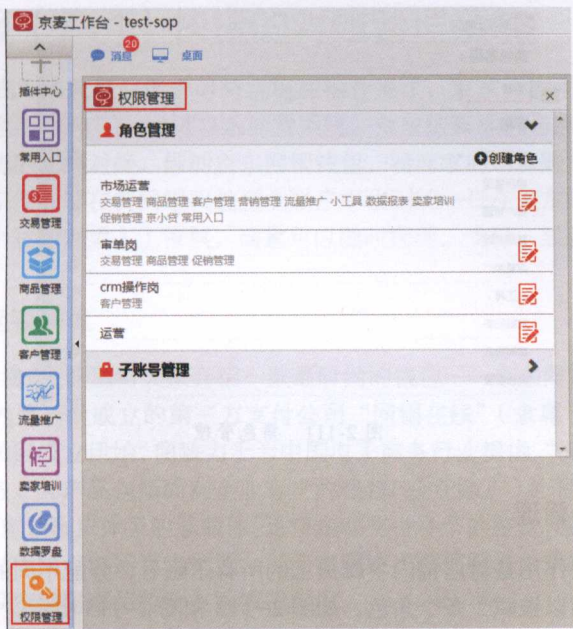 京麦工作台 - test-sop
20
消息 桌面
插件中心
常用入口
交易管理
商品管理
客户管理
流量推广
卖家培训
数据罗盘
权限管理
权限管理 ×
角色管理
创建角色
市场运营
交易管理 商品管理 客户管理 营销管理 流量推广 小工具 数据报表 卖家培训
促销管理 京小贷 常用入口
审单岗
交易管理 商品管理 促销管理
crm操作岗
客户管理
运营
子账号管理